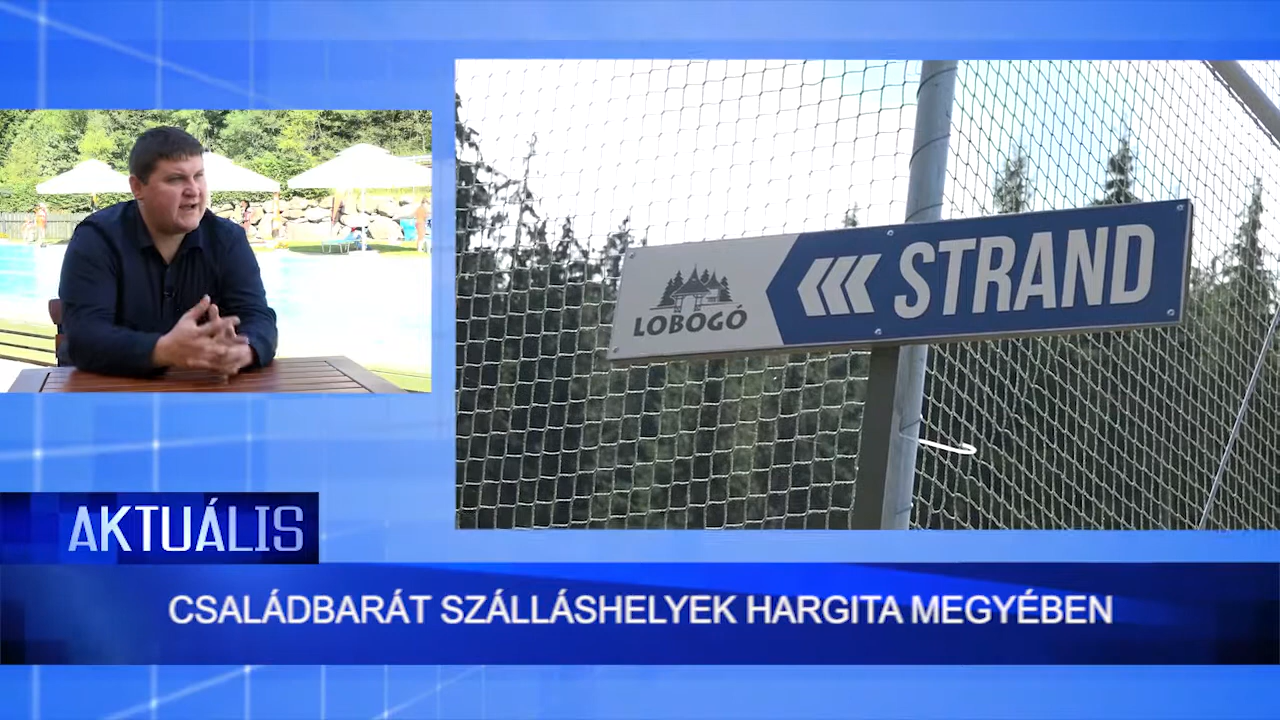 LOBOGÓ
STRAND
AKTUÁLIS
CSALÁDBARÁT SZÁLLÁSHELYEK HARGITA MEGYÉBEN